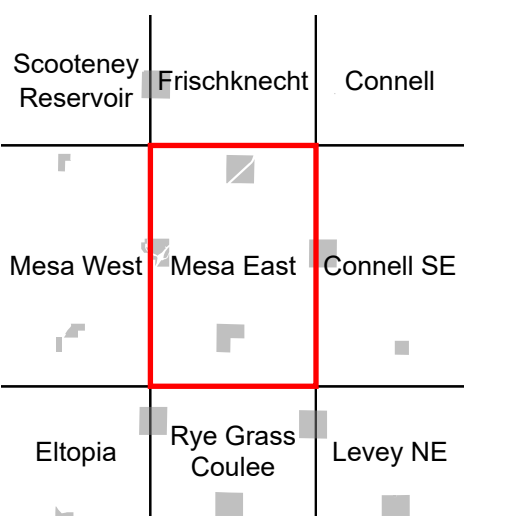 Scooteney
Reservoir
Frischknecht
Connell
Mesa West
Mesa East
Connell SE
Eltopia
Rye Grass
Coulee
Levey NE